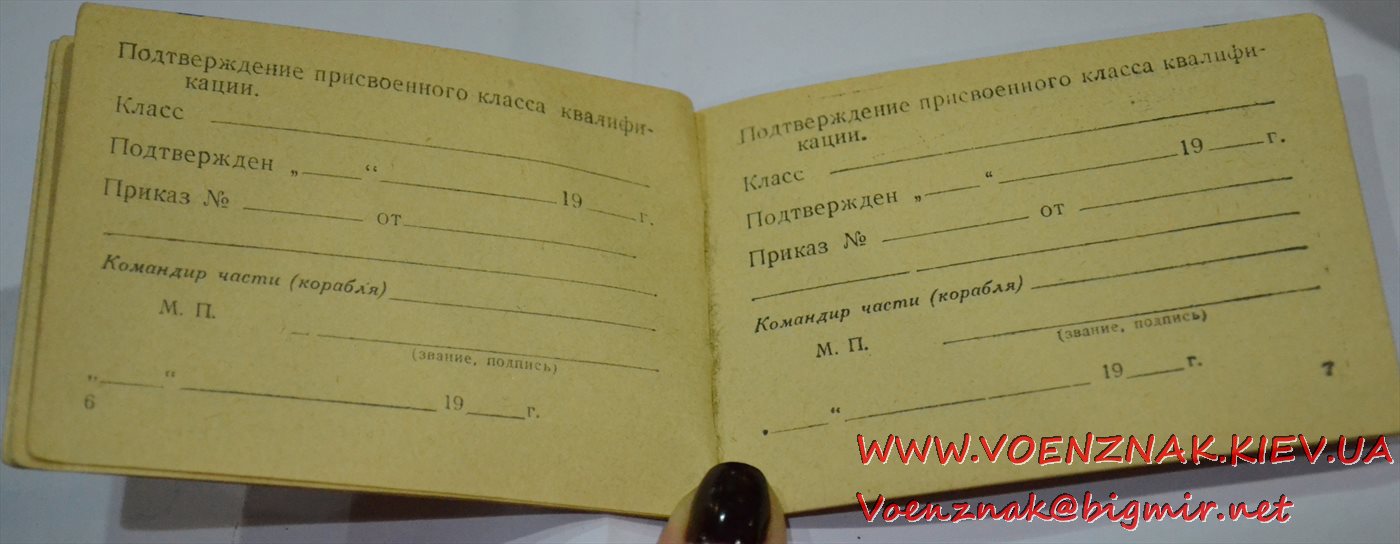 Подтверждение присвоенного класса квалифи-
кации.
Класс
Подтвержден „ “ 19 г.
Приказ № от
Командир части (корабля)
М. П.
(звание, подпись)
„ “ 19 г.
6
Подтверждение присвоенного класса квалифи-
кации.
Класс
Подтвержден „ “ 19 г.
Приказ № от
Командир части (корабля)
М. П.
(звание, подпись)
„ “ 19 г.
7
WWW.VOENZNAK.KIEV.UA
Voenznak@bigmir.net